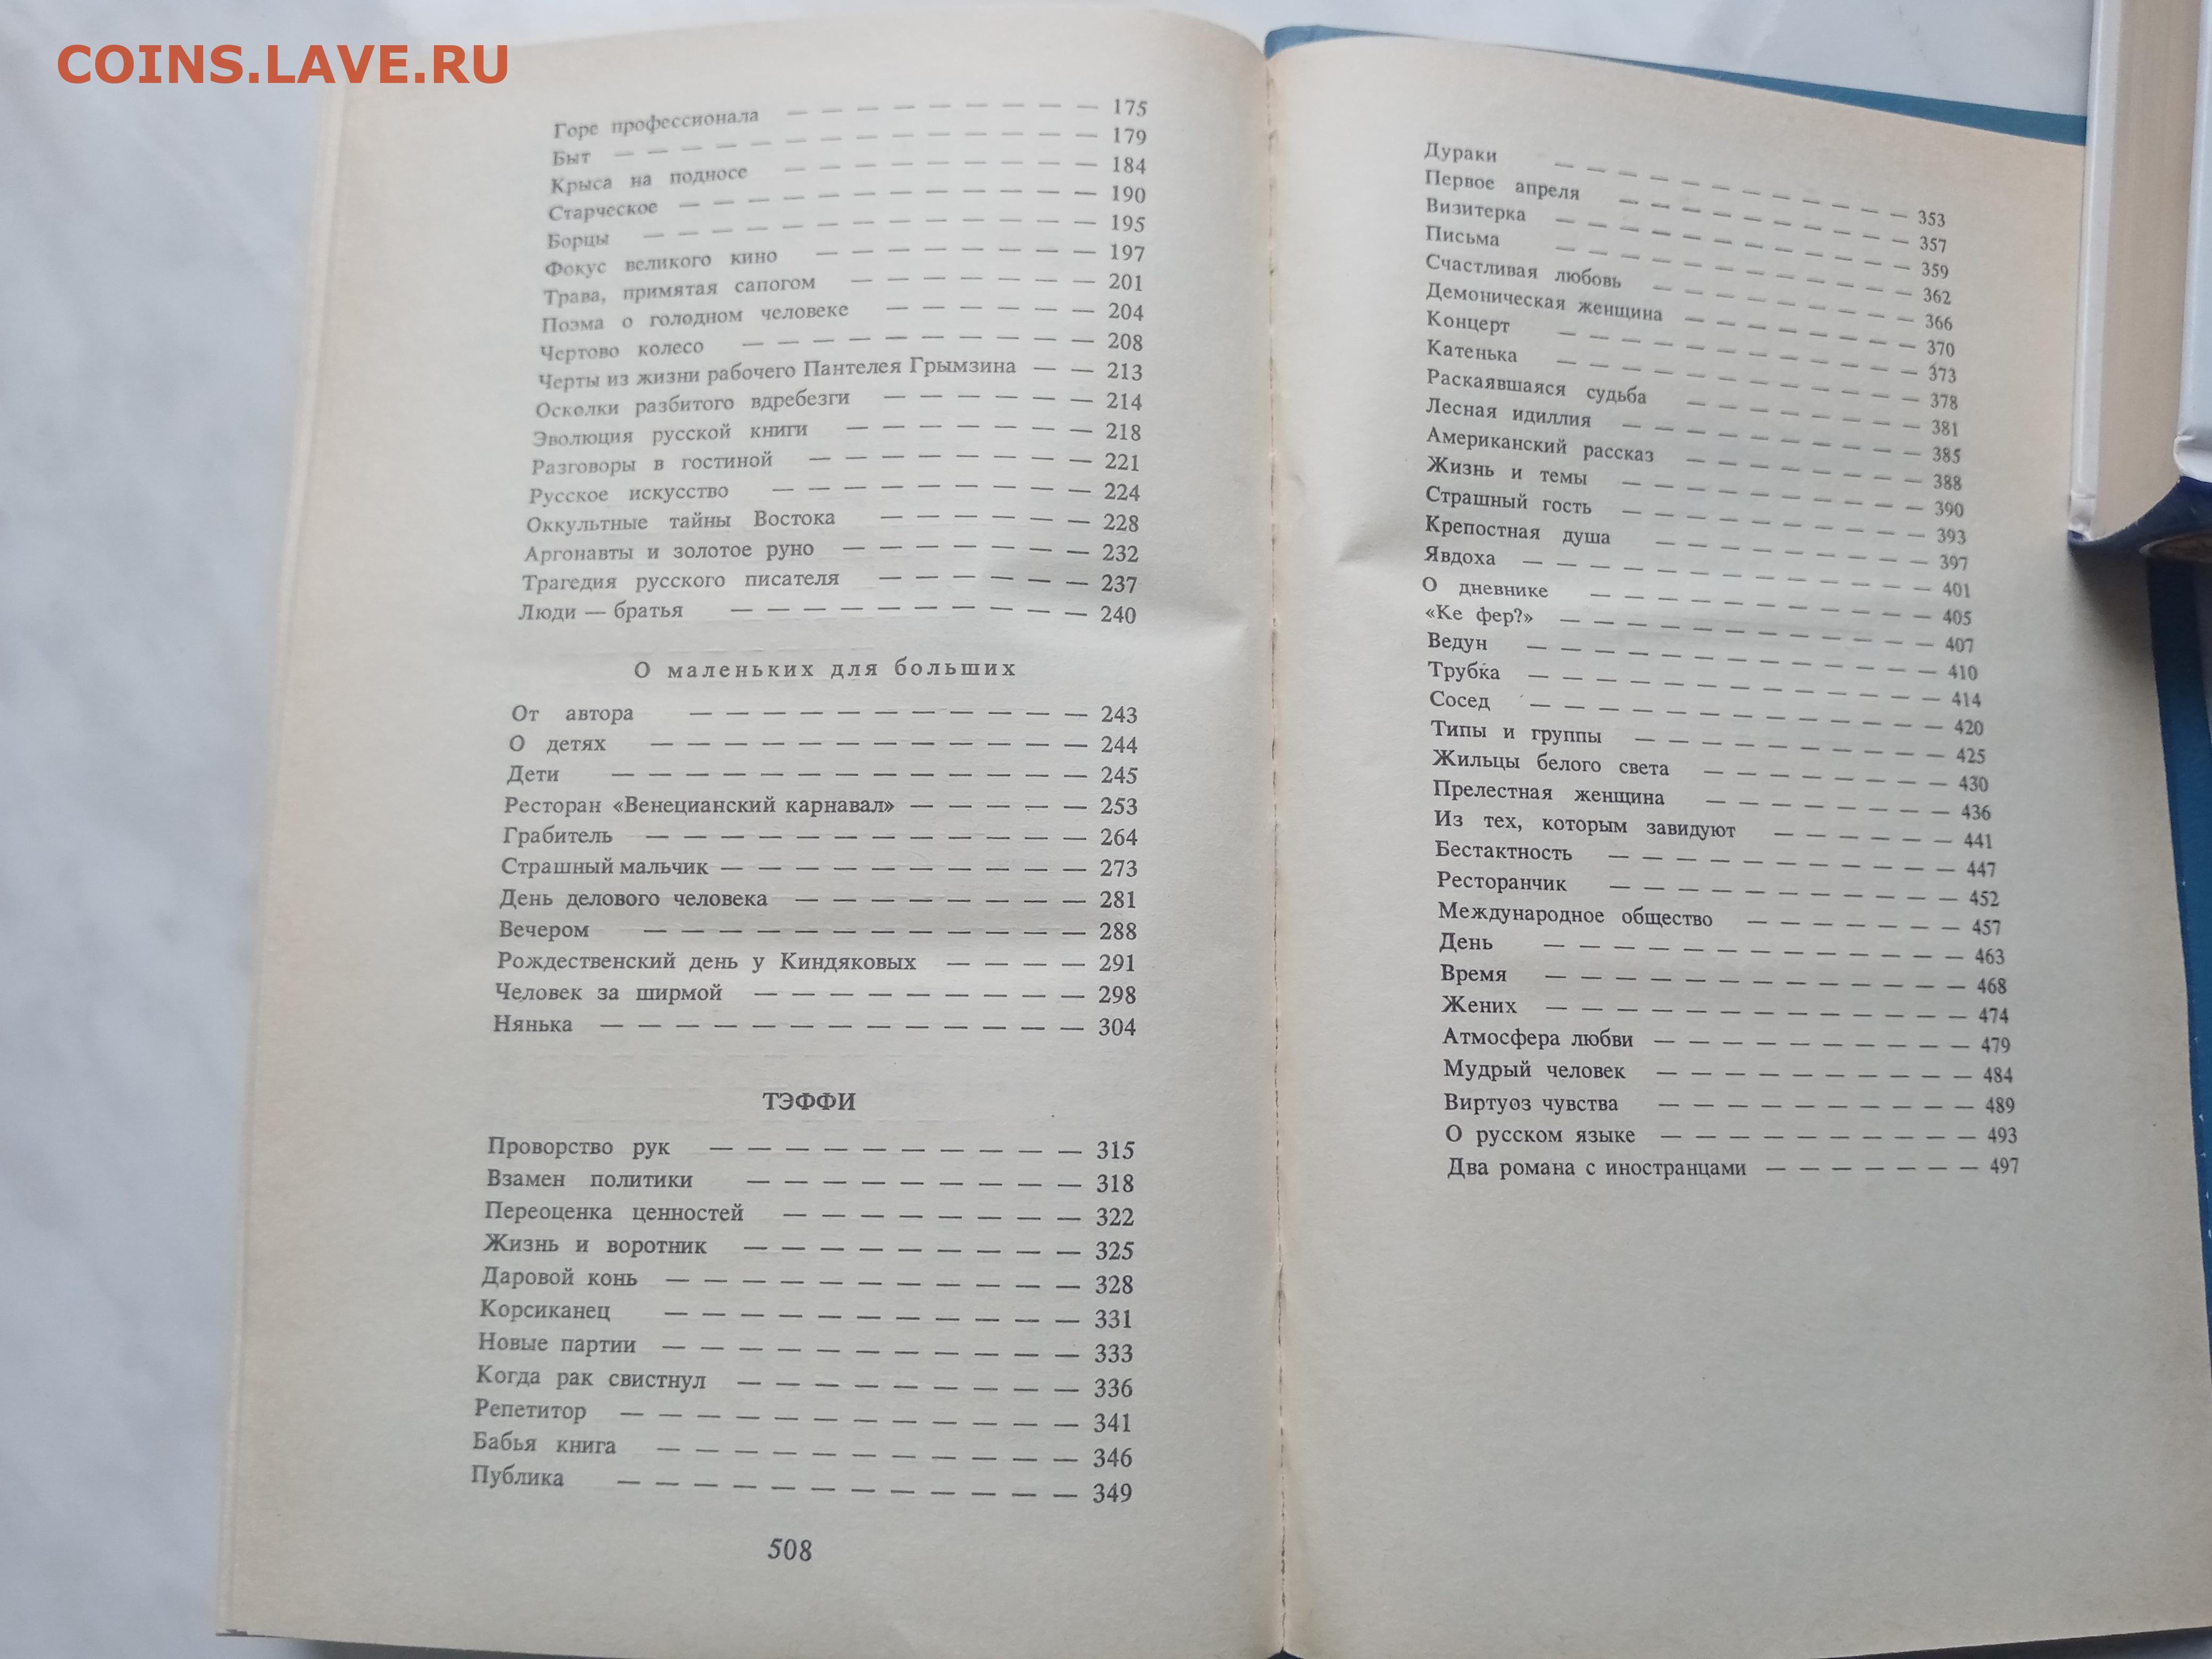 COINS.LAVE.RU
Горе профессионала — — — — — — — — — 175
Быт — — — — — — — — — — — — — 179
Крыса на подносе — — — — — — — — — 184
Старческое — — — — — — — — — — — — 190
Борцы — — — — — — — — — — — — 195
Фокус великого кино — — — — — — — — 197
Трава, примятая сапогом — — — — — — — 201
Поэма о голодном человеке — — — — — — 204
Чертово колесо — — — — — — — — — — 208
Черты из жизни рабочего Пантелея Грымзина — — 213
Осколки разбитого вдребезги — — — — — — 214
Эволюция русской книги — — — — — — — 218
Разговоры в гостиной — — — — — — — — 221
Русское искусство — — — — — — — — — 224
Оккультные тайны Востока — — — — — — 228
Аргонавты и золотое руно — — — — — — — 232
Трагедия русского писателя — — — — — — 237
Люди — братья — — — — — — — — — — 240
О маленьких для больших
От автора — — — — — — — — — — — 243
О детях — — — — — — — — — — — — 244
Дети — — — — — — — — — — — — — 245
Ресторан «Венецианский карнавал» — — — — — 253
Грабитель — — — — — — — — — — — — 264
Страшный мальчик — — — — — — — — — — 273
День делового человека — — — — — — — — 281
Вечером — — — — — — — — — — — — 288
Рождественский день у Киндяковых — — — — 291
Человек за ширмой — — — — — — — — — 298
Нянька — — — — — — — — — — — — — 304
ТЭФФИ
Проворство рук — — — — — — — — — — 315
Взамен политики — — — — — — — — — 318
Переоценка ценностей — — — — — — — — 322
Жизнь и воротник — — — — — — — — — 325
Даровой конь — — — — — — — — — — — 328
Корсиканец — — — — — — — — — — — 331
Новые партии — — — — — — — — — — — 333
Когда рак свистнул — — — — — — — — — 336
Репетитор — — — — — — — — — — — — 341
Бабья книга — — — — — — — — — — — 346
Публика — — — — — — — — — — — — 349
508
Дураки — — — — — — — — — — — 353
Первое апреля — — — — — — — — — 357
Визитерка — — — — — — — — — — — 359
Письма — — — — — — — — — — — 362
Счастливая любовь — — — — — — — — 366
Демоническая женщина — — — — — — — 370
Концерт — — — — — — — — — — — 373
Катенька — — — — — — — — — — — 378
Раскаявшаяся судьба — — — — — — — — 381
Лесная идиллия — — — — — — — — — — 385
Американский рассказ — — — — — — — — 388
Жизнь и темы — — — — — — — — — — 390
Страшный гость — — — — — — — — — — 393
Крепостная душа — — — — — — — — — 397
Явдоха — — — — — — — — — — — — 401
О дневнике — — — — — — — — — — 405
«Ке фер?» — — — — — — — — — — — 407
Ведун — — — — — — — — — — — — 410
Трубка — — — — — — — — — — — — 414
Сосед — — — — — — — — — — — — 420
Типы и группы — — — — — — — — — 425
Жильцы белого света — — — — — — — 430
Прелестная женщина — — — — — — — — 436
Из тех, которым завидуют — — — — — 441
Бестактность — — — — — — — — — — 447
Ресторанчик — — — — — — — — — — 452
Международное общество — — — — — — 457
День — — — — — — — — — — — — 463
Время — — — — — — — — — — — — 468
Жених — — — — — — — — — — — — 474
Атмосфера любви — — — — — — — — — 479
Мудрый человек — — — — — — — — — 484
Виртуоз чувства — — — — — — — — — 489
О русском языке — — — — — — — — — 493
Два романа с иностранцами — — — — — — 497